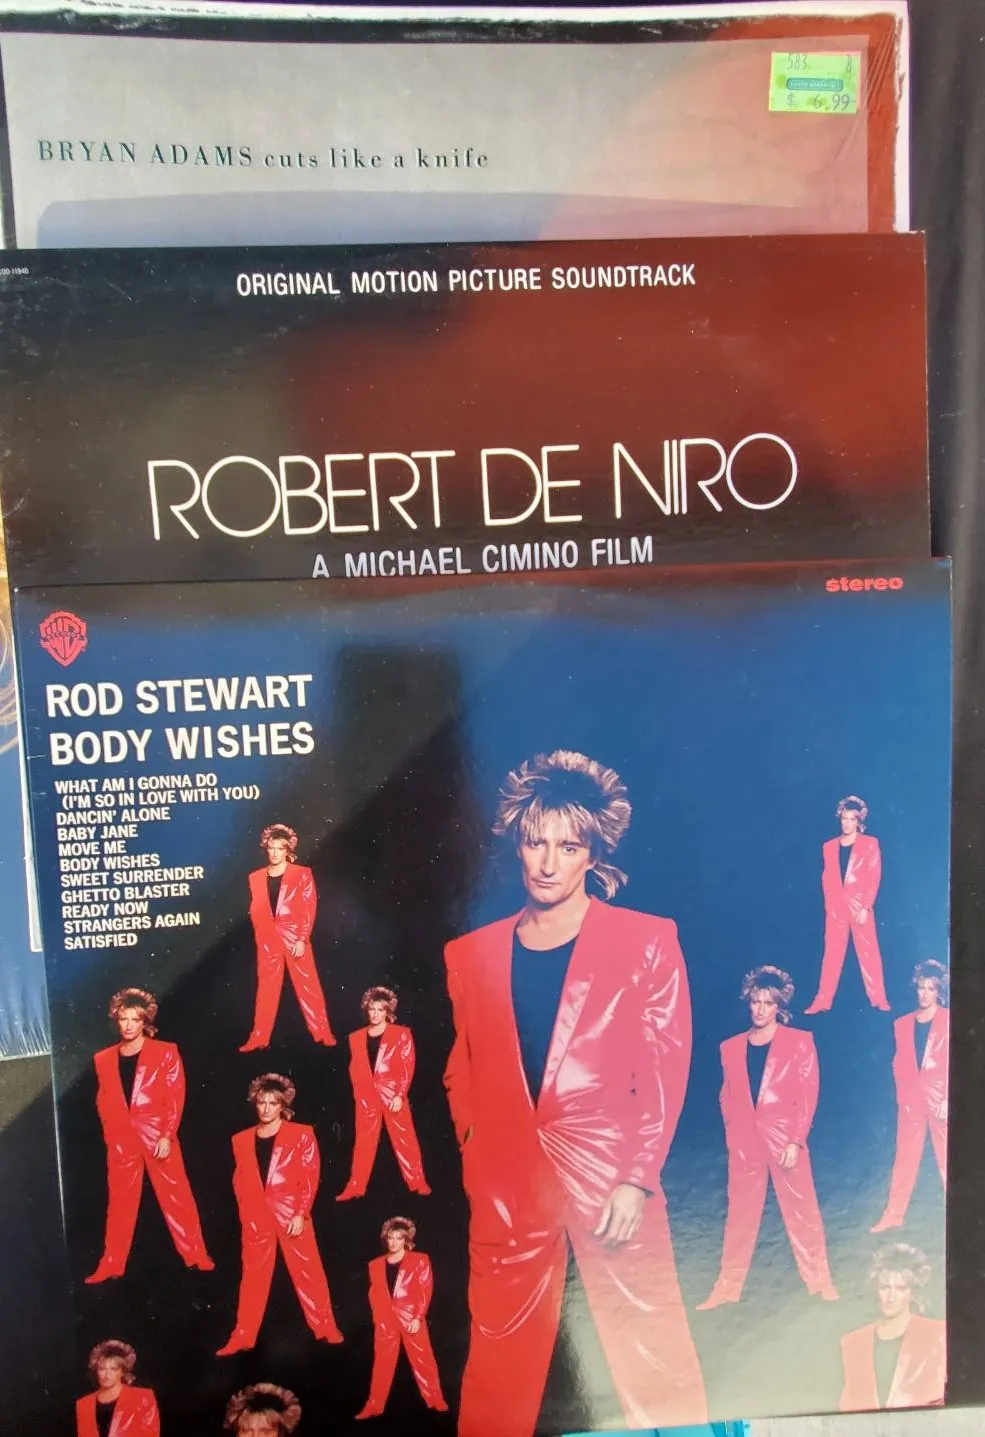 583 8
$ 6.99
BRYAN ADAMS cuts like a knife
ORIGINAL MOTION PICTURE SOUNDTRACK
ROBERT DE NIRO
A MICHAEL CIMINO FILM
stereo
ROD STEWART
BODY WISHES
WHAT AM I GONNA DO
(I'M SO IN LOVE WITH YOU)
DANCIN' ALONE
BABY JANE
MOVE ME
BODY WISHES
SWEET SURRENDER
GHETTO BLASTER
READY NOW
STRANGERS AGAIN
SATISFIED